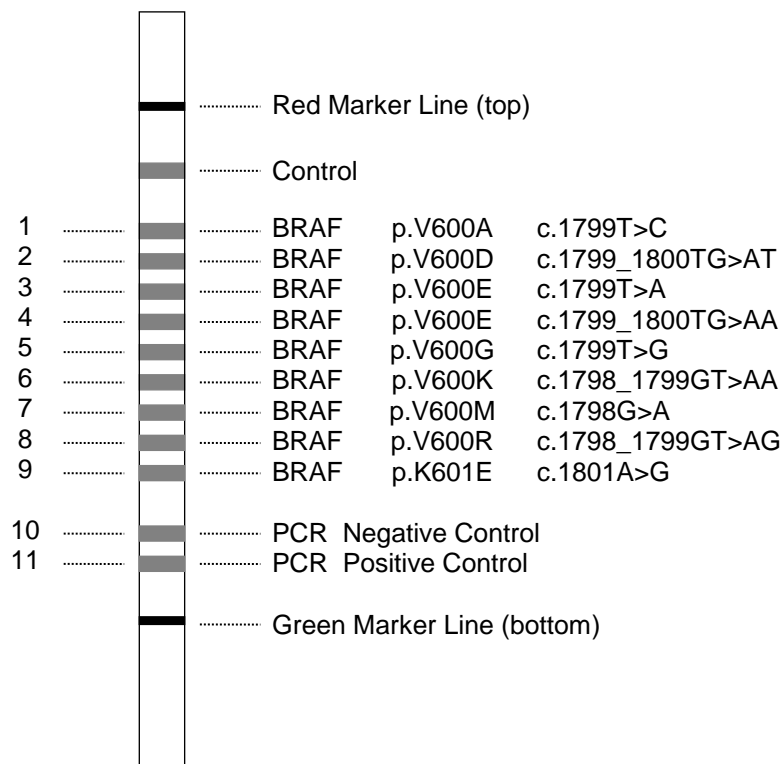 Red Marker Line (top)
Control
1 BRAF p.V600A c.1799T>C
2 BRAF p.V600D c.1799_1800TG>AT
3 BRAF p.V600E c.1799T>A
4 BRAF p.V600E c.1799_1800TG>AA
5 BRAF p.V600G c.1799T>G
6 BRAF p.V600K c.1798_1799GT>AA
7 BRAF p.V600M c.1798G>A
8 BRAF p.V600R c.1798_1799GT>AG
9 BRAF p.K601E c.1801A>G
10 PCR Negative Control
11 PCR Positive Control
Green Marker Line (bottom)